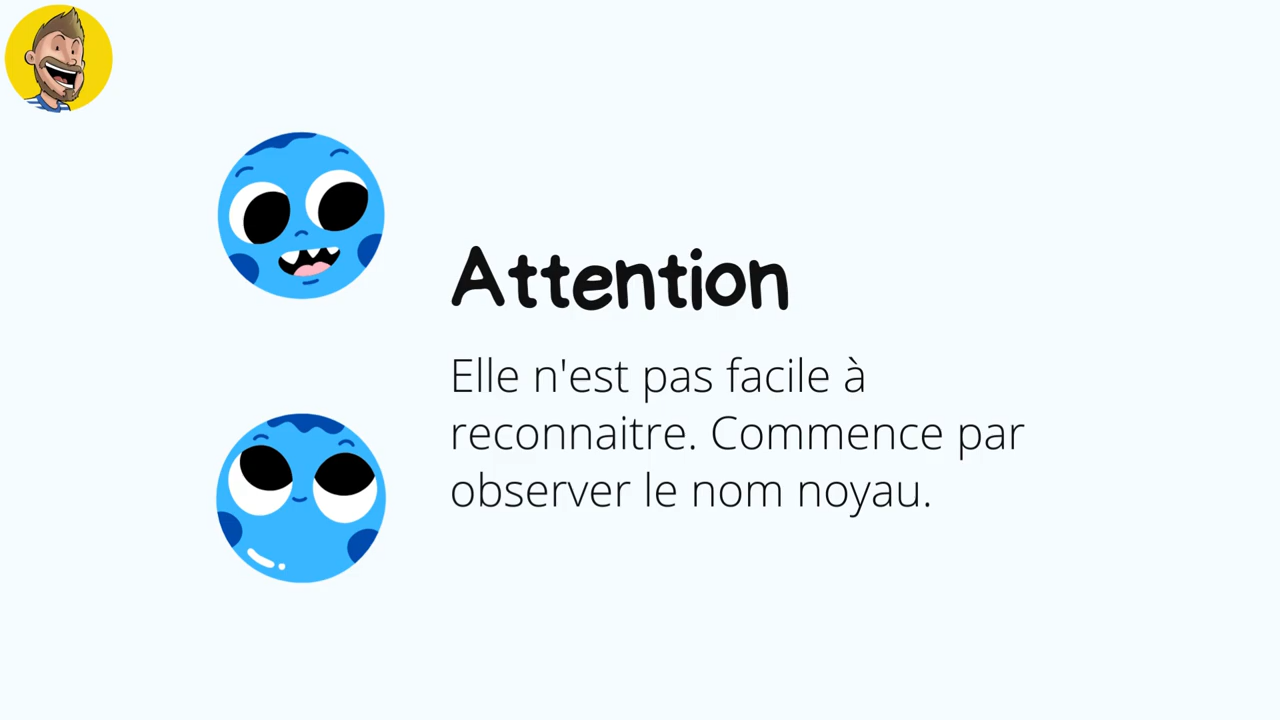 Attention
Elle n'est pas facile à
reconnaitre. Commence par
observer le nom noyau.